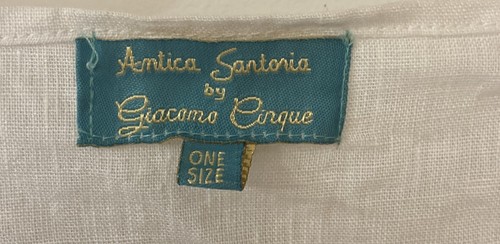 Antica Sartoria
by
Giacomo Cinque
ONE
SIZE